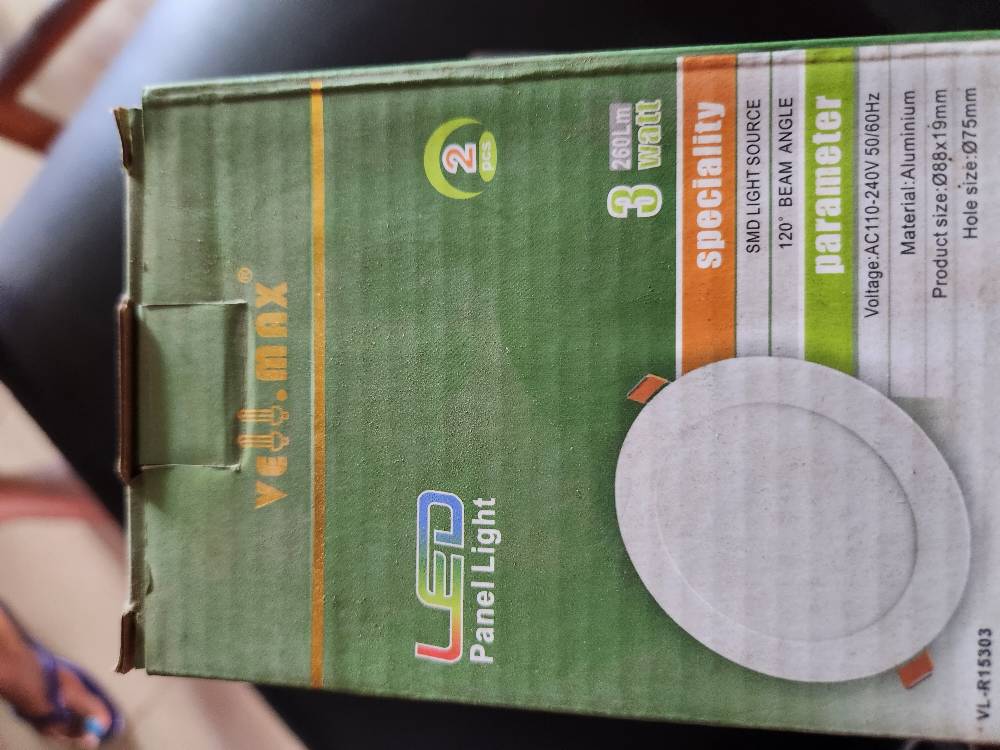 vell.max®
2
pcs
LED
Panel Light
260Lm
3 watt
speciality
SMD LIGHT SOURCE
120° BEAM ANGLE
parameter
Voltage:AC110-240V 50/60Hz
Material:Aluminium
Product size:Ø88x19mm
Hole size:Ø75mm
VL-R15303